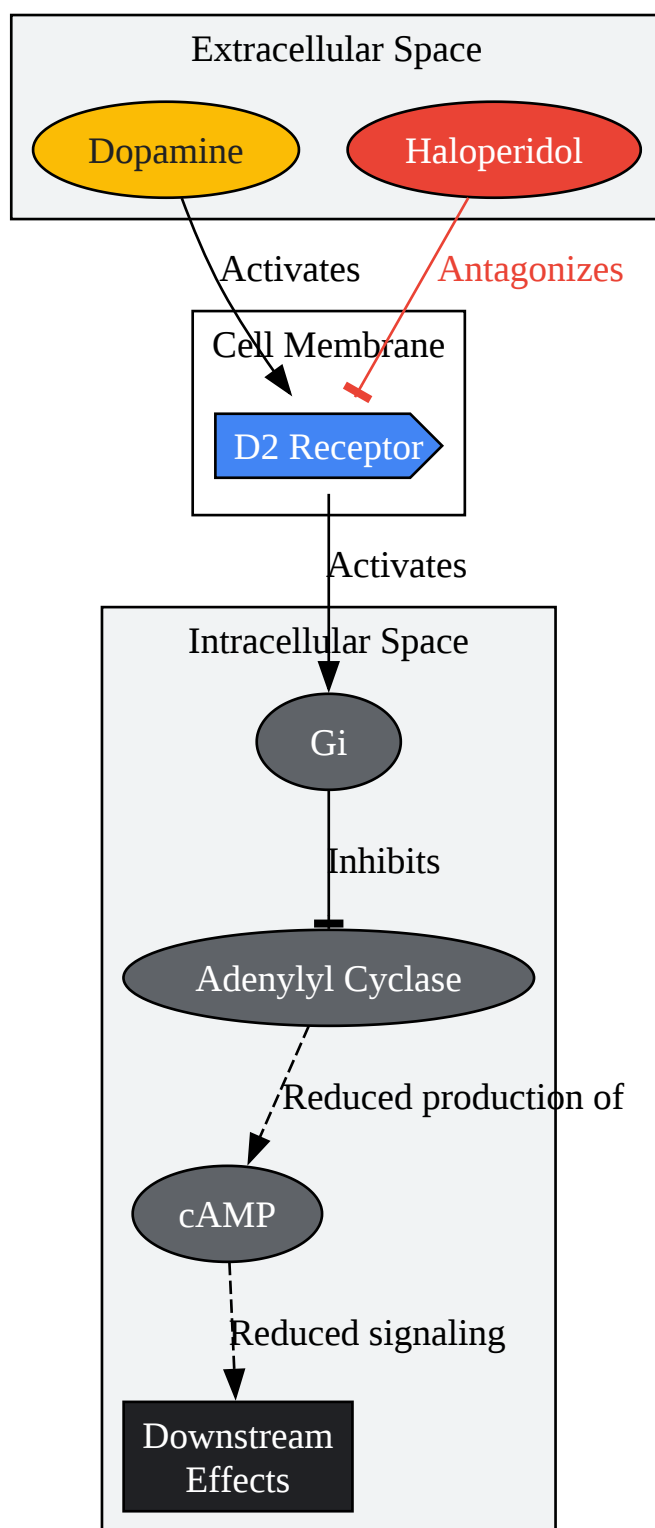 Extracellular Space
Dopamine
Haloperidol
Activates
Antagonizes
Cell Membrane
D2 Receptor
Activates
Intracellular Space
Gi
Inhibits
Adenylyl Cyclase
Reduced production of
cAMP
Reduced signaling
Downstream
Effects